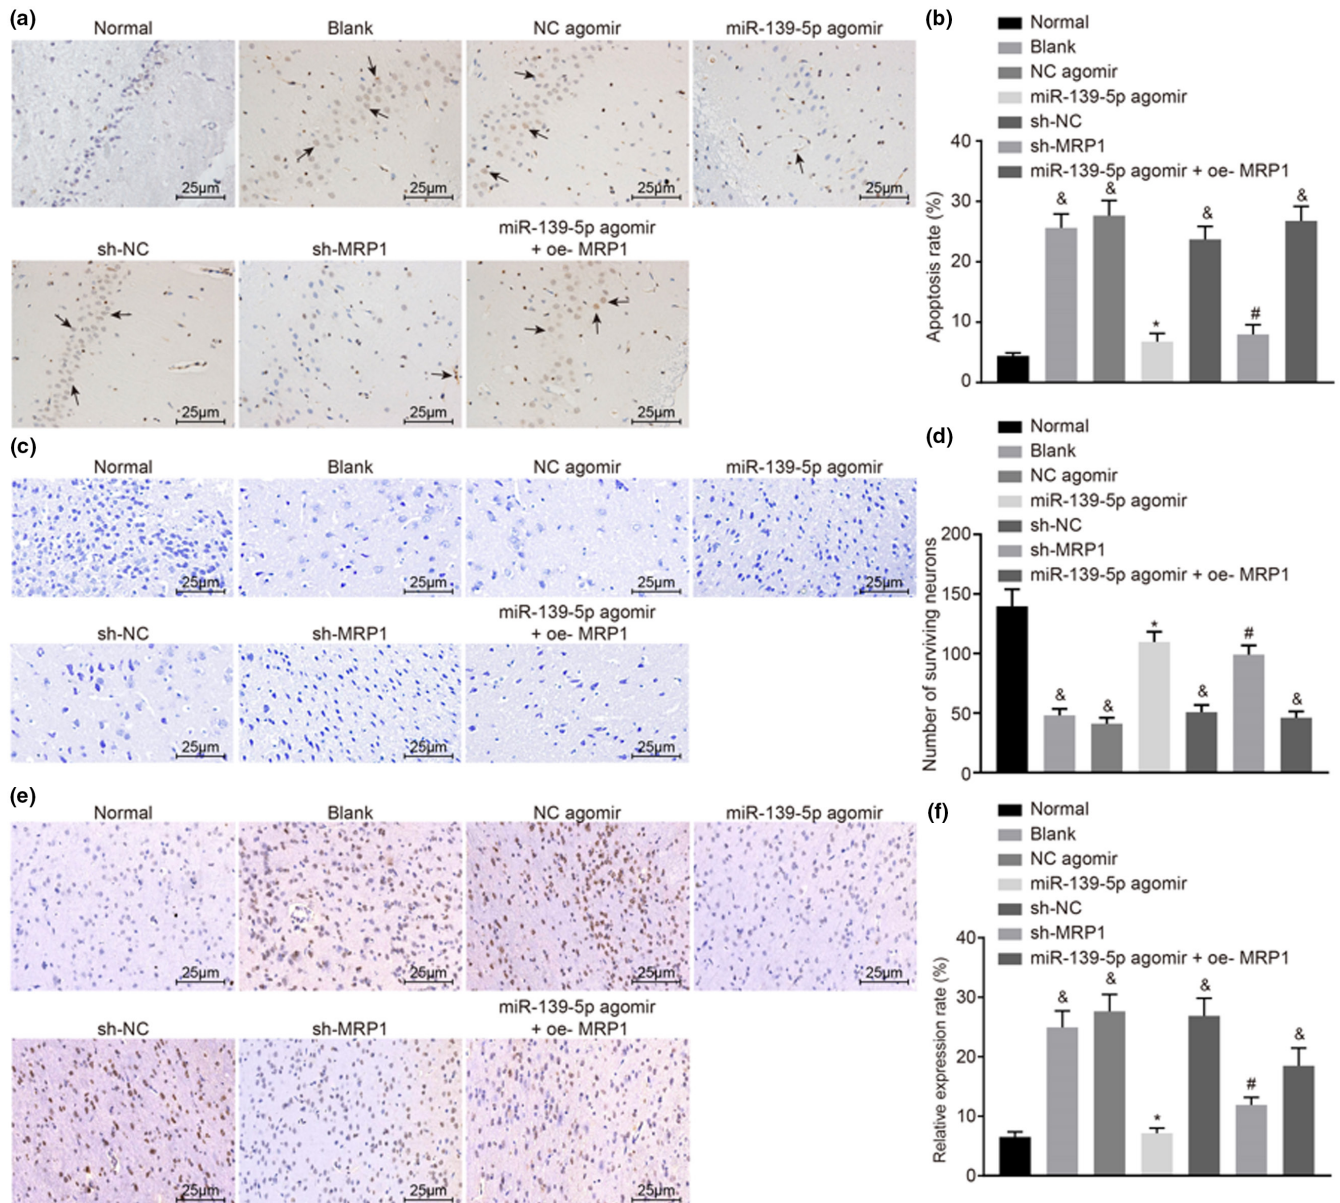 (a)
Normal Blank NC agomir miR-139-5p agomir
25μm 25μm 25μm 25μm
miR-139-5p agomir
sh-NC sh-MRP1 + oe- MRP1
25μm 25μm 25μm
(b)
Normal
Blank
NC agomir
miR-139-5p agomir
sh-NC
sh-MRP1
miR-139-5p agomir + oe- MRP1
Apoptosis rate (%)
40
30
20
10
0
& & * & # &
(c)
Normal Blank NC agomir miR-139-5p agomir
25μm 25μm 25μm 25μm
miR-139-5p agomir
sh-NC sh-MRP1 + oe- MRP1
25μm 25μm 25μm
(d)
Normal
Blank
NC agomir
miR-139-5p agomir
sh-NC
sh-MRP1
miR-139-5p agomir + oe- MRP1
Number of surviving neurons
200
150
100
50
0
& & * & # &
(e)
Normal Blank NC agomir miR-139-5p agomir
25μm 25μm 25μm 25μm
miR-139-5p agomir
sh-NC sh-MRP1 + oe- MRP1
25μm 25μm 25μm
(f)
Normal
Blank
NC agomir
miR-139-5p agomir
sh-NC
sh-MRP1
miR-139-5p agomir + oe- MRP1
Relative expression rate (%)
40
30
20
10
0
& & * & # &